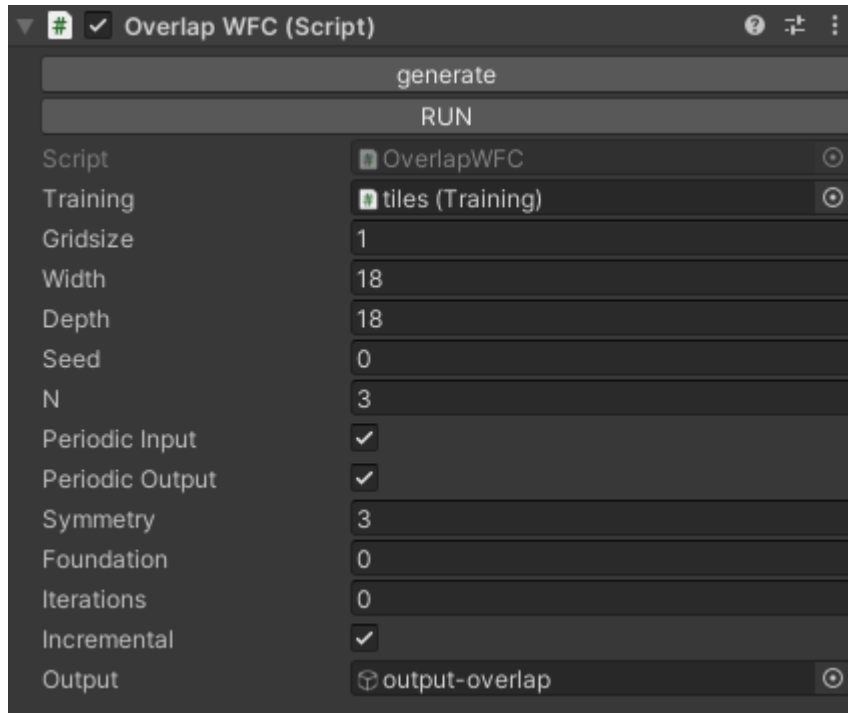 # Overlap WFC (Script)
generate
RUN
Script # OverlapWFC
Training # tiles (Training)
Gridsize 1
Width 18
Depth 18
Seed 0
N 3
Periodic Input
Periodic Output
Symmetry 3
Foundation 0
Iterations 0
Incremental
Output output-overlap